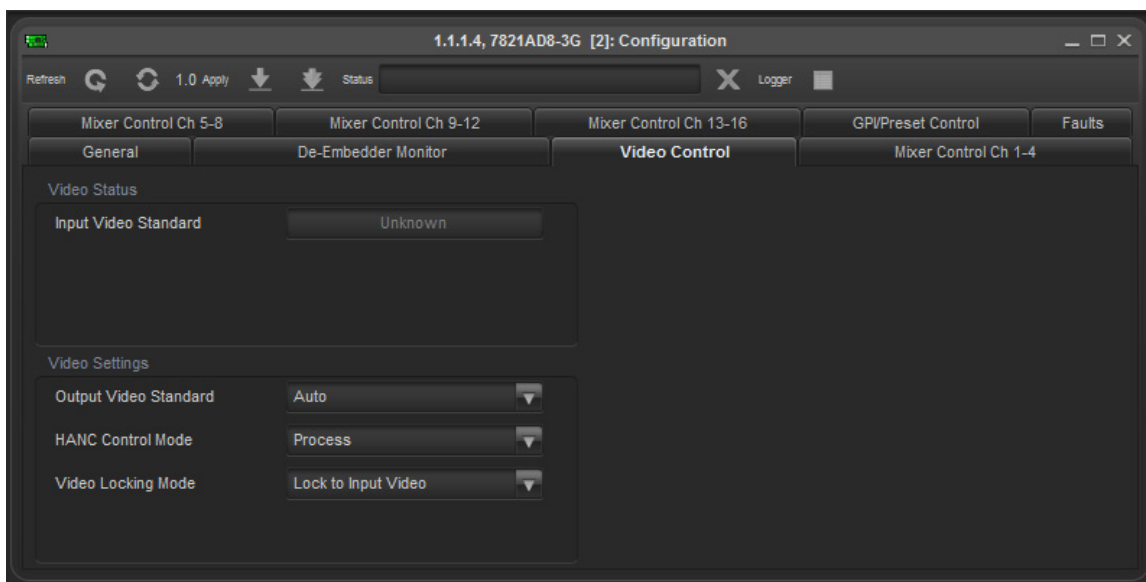 1.1.1.4, 7821AD8-3G [2]: Configuration
Refresh 1.0 Apply Status Logger
Mixer Control Ch 5-8 Mixer Control Ch 9-12 Mixer Control Ch 13-16 GPI/Preset Control Faults
General De-Embedder Monitor Video Control Mixer Control Ch 1-4
Video Status
Input Video Standard Unknown
Video Settings
Output Video Standard Auto
HANC Control Mode Process
Video Locking Mode Lock to Input Video